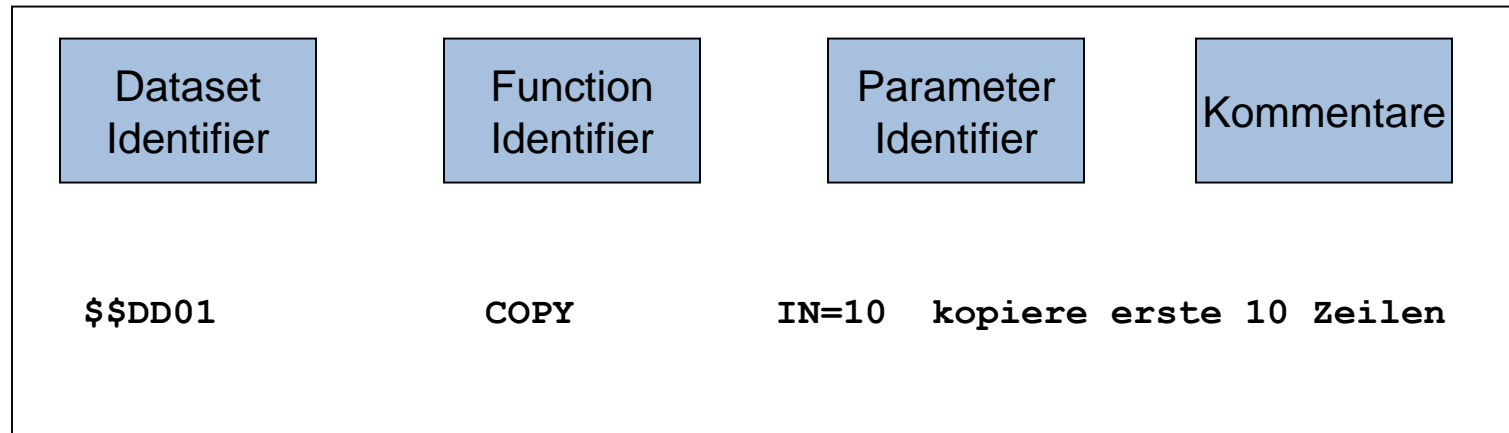 Dataset
Identifier
Function
Identifier
Parameter
Identifier
Kommentare
$$DD01 COPY IN=10 kopiere erste 10 Zeilen